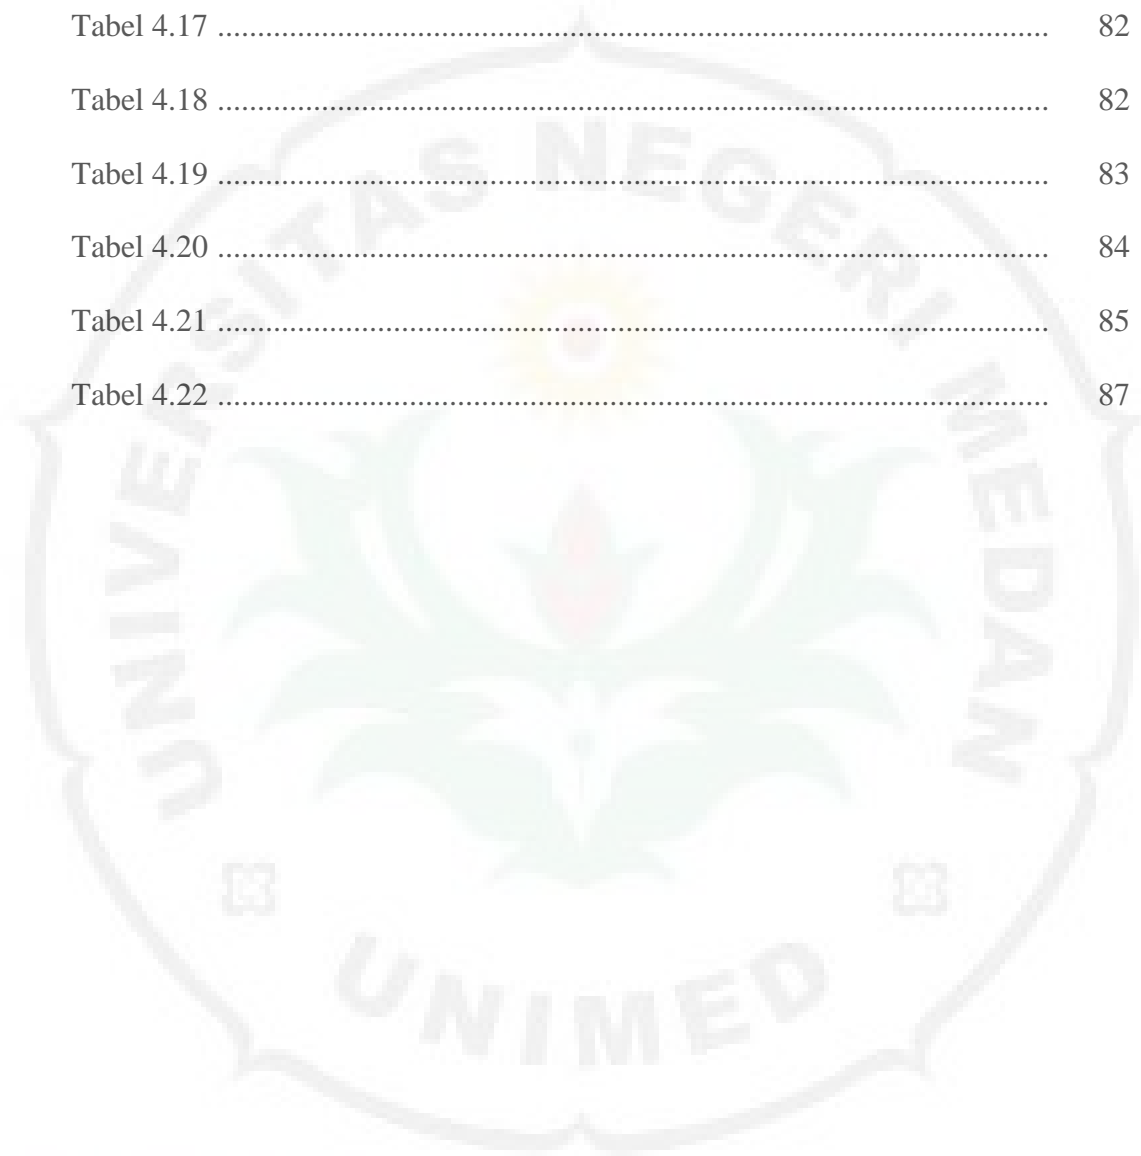 Tabel 4.17 ........................................................................................................ 82
Tabel 4.18 ........................................................................................................ 82
Tabel 4.19 ........................................................................................................ 83
Tabel 4.20 ........................................................................................................ 84
Tabel 4.21 ........................................................................................................ 85
Tabel 4.22 ........................................................................................................ 87
UNIVERSITAS NEGERI MEDAN
UNIMED